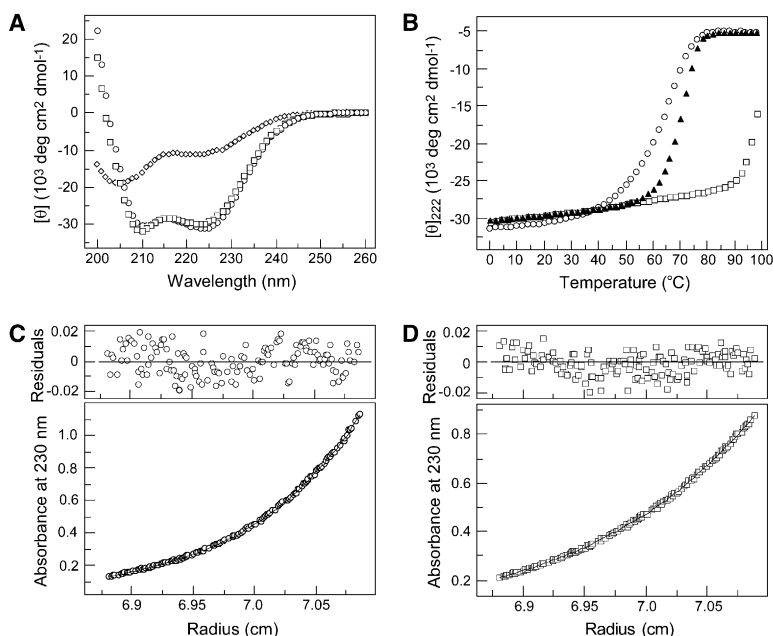 A
[θ] (10³ deg cm² dmol⁻¹)
20
10
0
-10
-20
-30
200 210 220 230 240 250 260
Wavelength (nm)
B
[θ]₂₂₂ (10³ deg cm² dmol⁻¹)
-5
-10
-15
-20
-25
-30
0 10 20 30 40 50 60 70 80 90 100
Temperature (°C)
C
Residuals
0.02
0
-0.02
Absorbance at 230 nm
1.0
0.8
0.6
0.4
0.2
6.9 6.95 7.0 7.05
Radius (cm)
D
Residuals
0.02
0
-0.02
Absorbance at 230 nm
0.8
0.6
0.4
0.2
6.9 6.95 7.0 7.05
Radius (cm)